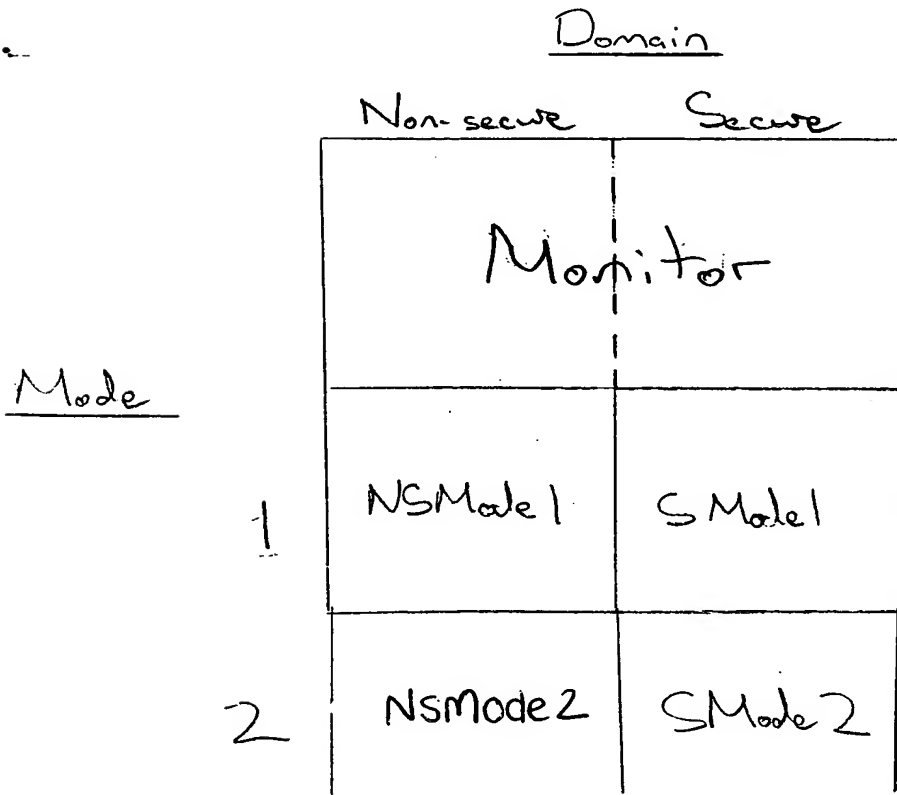 Domain
Non-secure Secure
Monitor
Mode
1 NSMode1 SMode1
2 NSmode2 SMode2